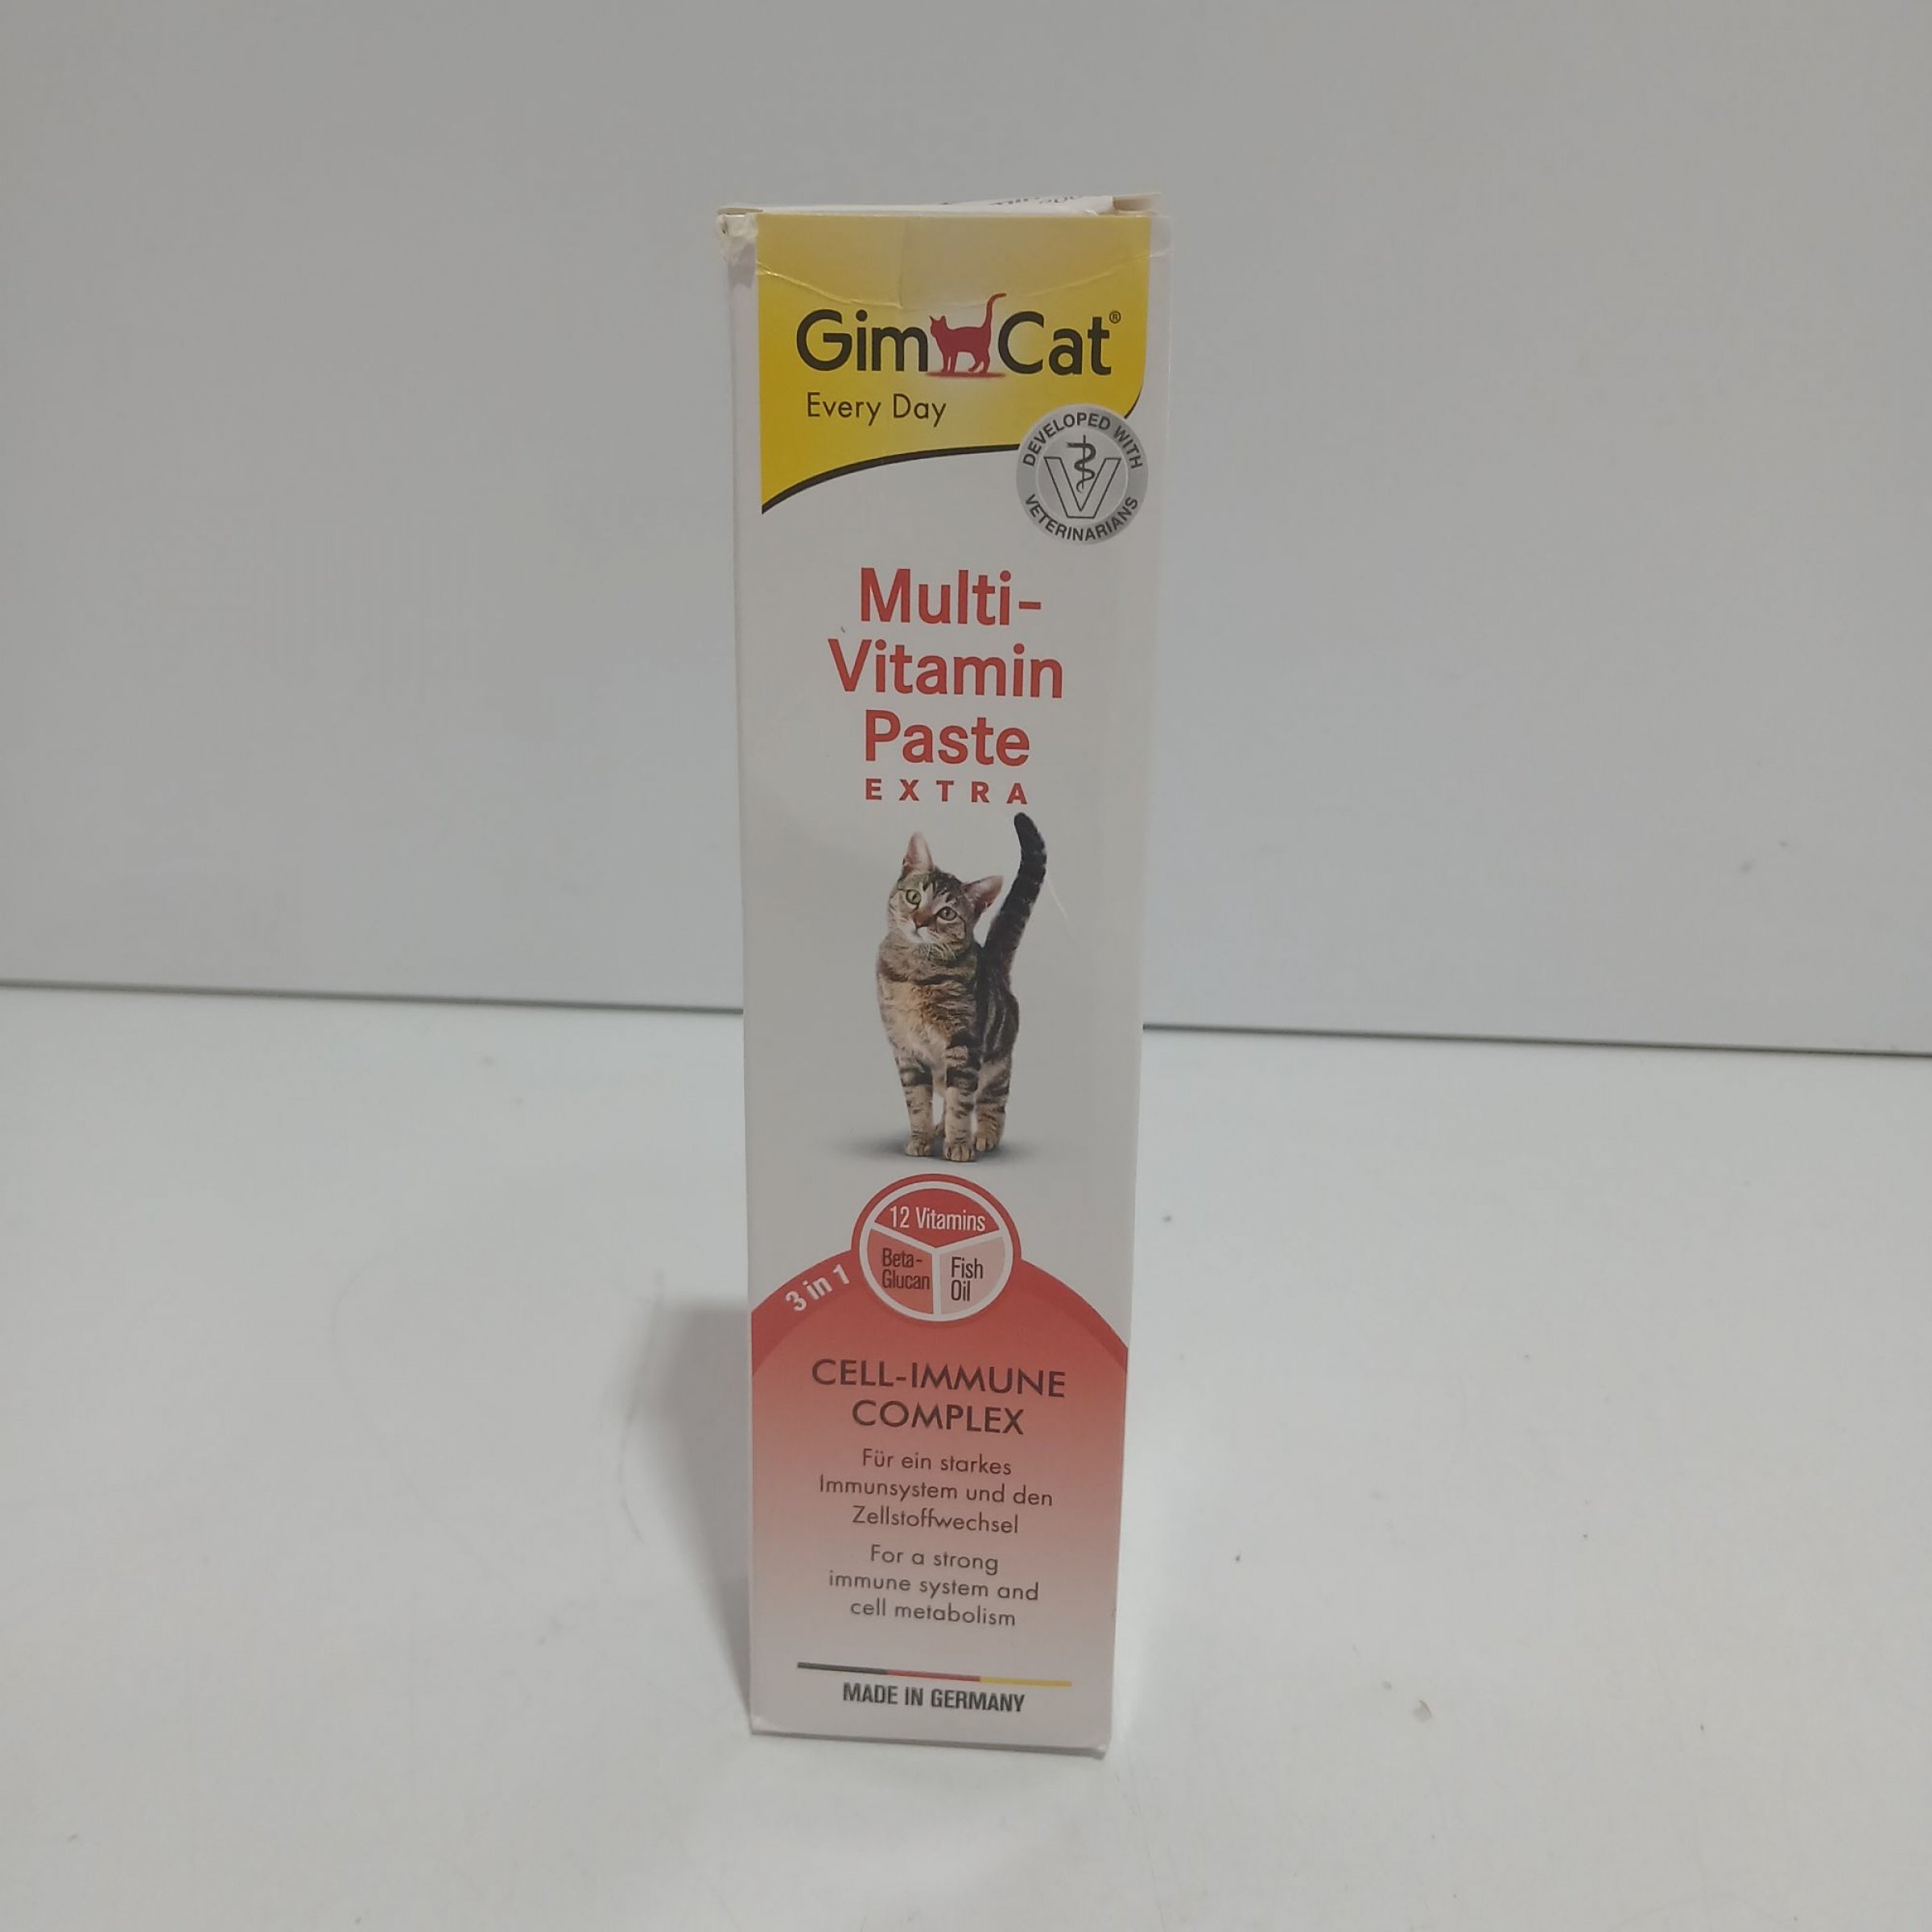 GimCat®
Every Day
DEVELOPED WITH
VETERINARIANS
Multi-
Vitamin
Paste
EXTRA
12 Vitamins
Beta-
Glucan
Fish
Oil
3 in 1
CELL-IMMUNE
COMPLEX
Für ein starkes
Immunsystem und den
Zellstoffwechsel
For a strong
immune system and
cell metabolism
MADE IN GERMANY